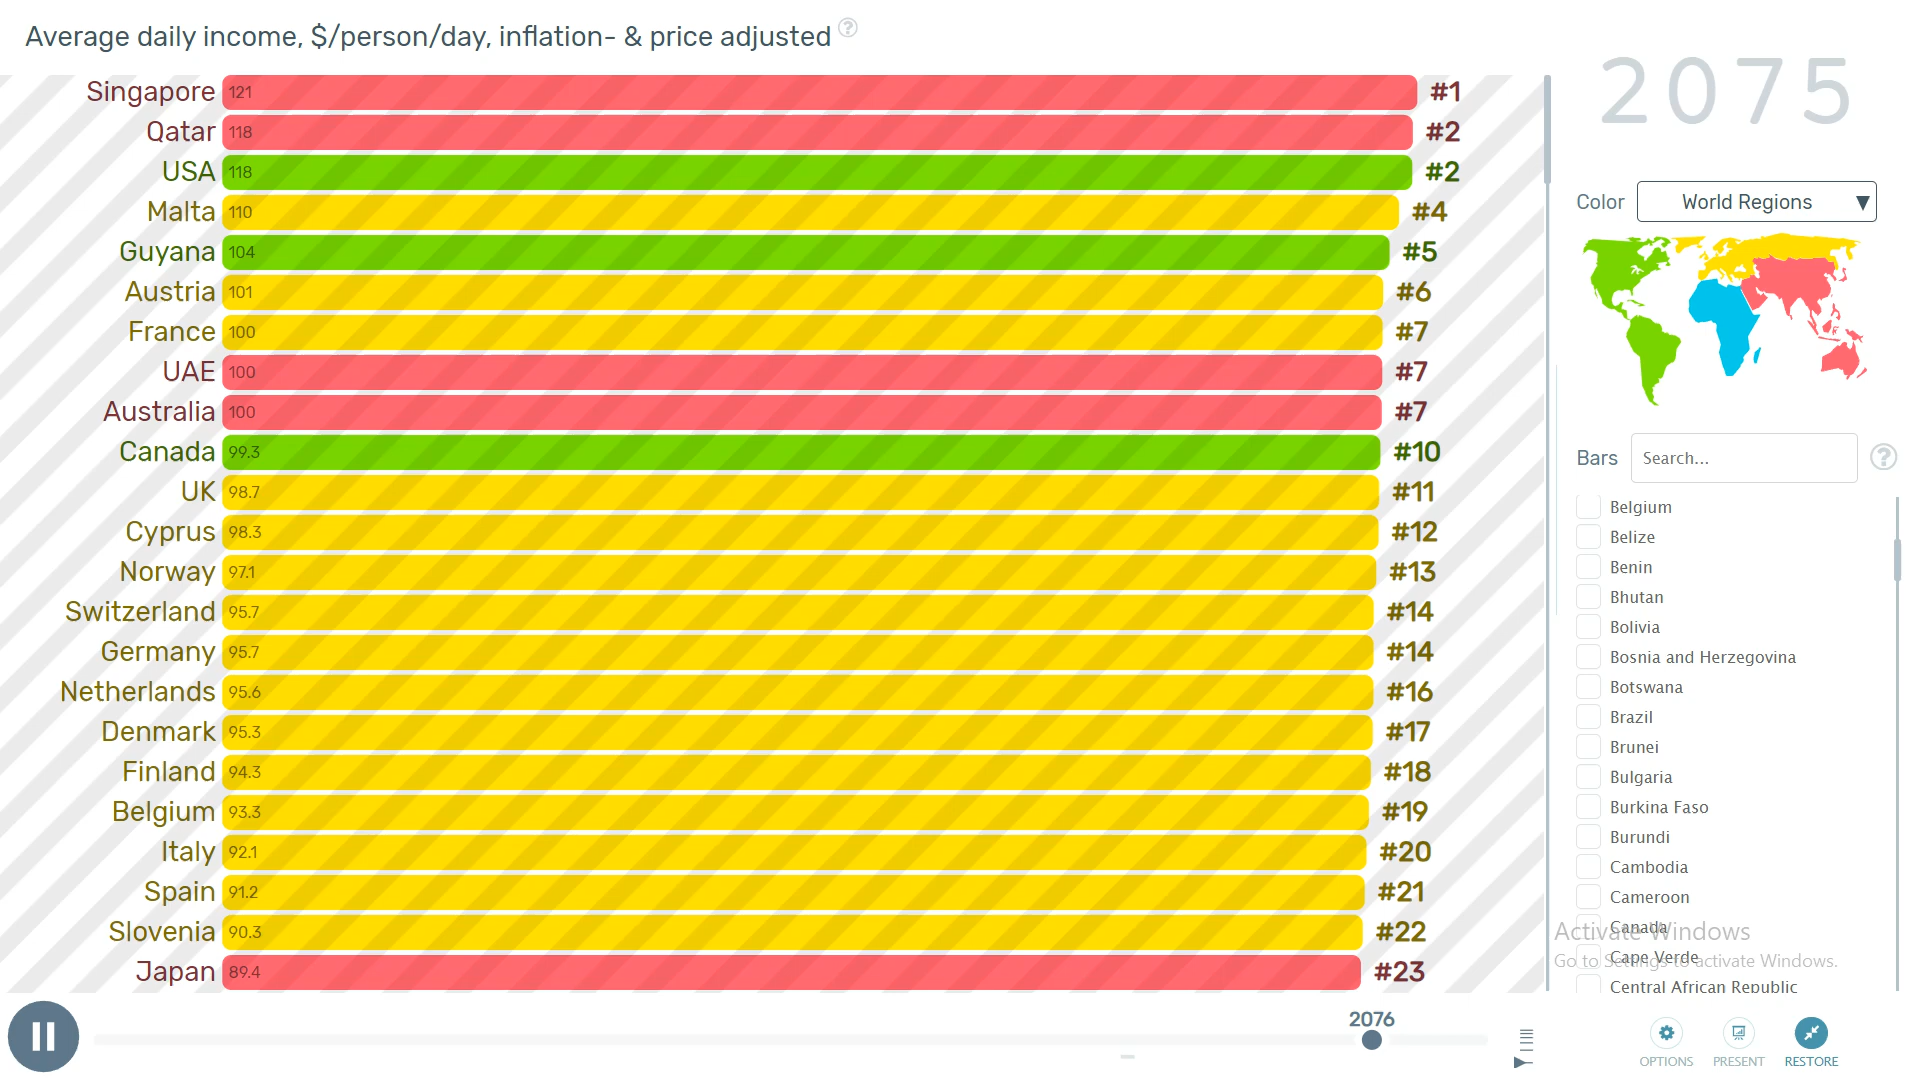 Average daily income, $/person/day, inflation- & price adjusted ?
2075
Singapore 121 #1
Qatar 118 #2
USA 118 #2
Malta 110 #4
Guyana 104 #5
Austria 101 #6
France 100 #7
UAE 100 #7
Australia 100 #7
Canada 99.3 #10
UK 98.7 #11
Cyprus 98.3 #12
Norway 97.1 #13
Switzerland 95.7 #14
Germany 95.7 #14
Netherlands 95.6 #16
Denmark 95.3 #17
Finland 94.3 #18
Belgium 93.3 #19
Italy 92.1 #20
Spain 91.2 #21
Slovenia 90.3 #22
Japan 89.4 #23
Color World Regions
Bars Search... ?
Belgium
Belize
Benin
Bhutan
Bolivia
Bosnia and Herzegovina
Botswana
Brazil
Brunei
Bulgaria
Burkina Faso
Burundi
Cambodia
Cameroon
Canada
Cape Verde
Central African Republic
Activate Windows
Go to Settings to activate Windows.
2076
OPTIONS PRESENT RESTORE